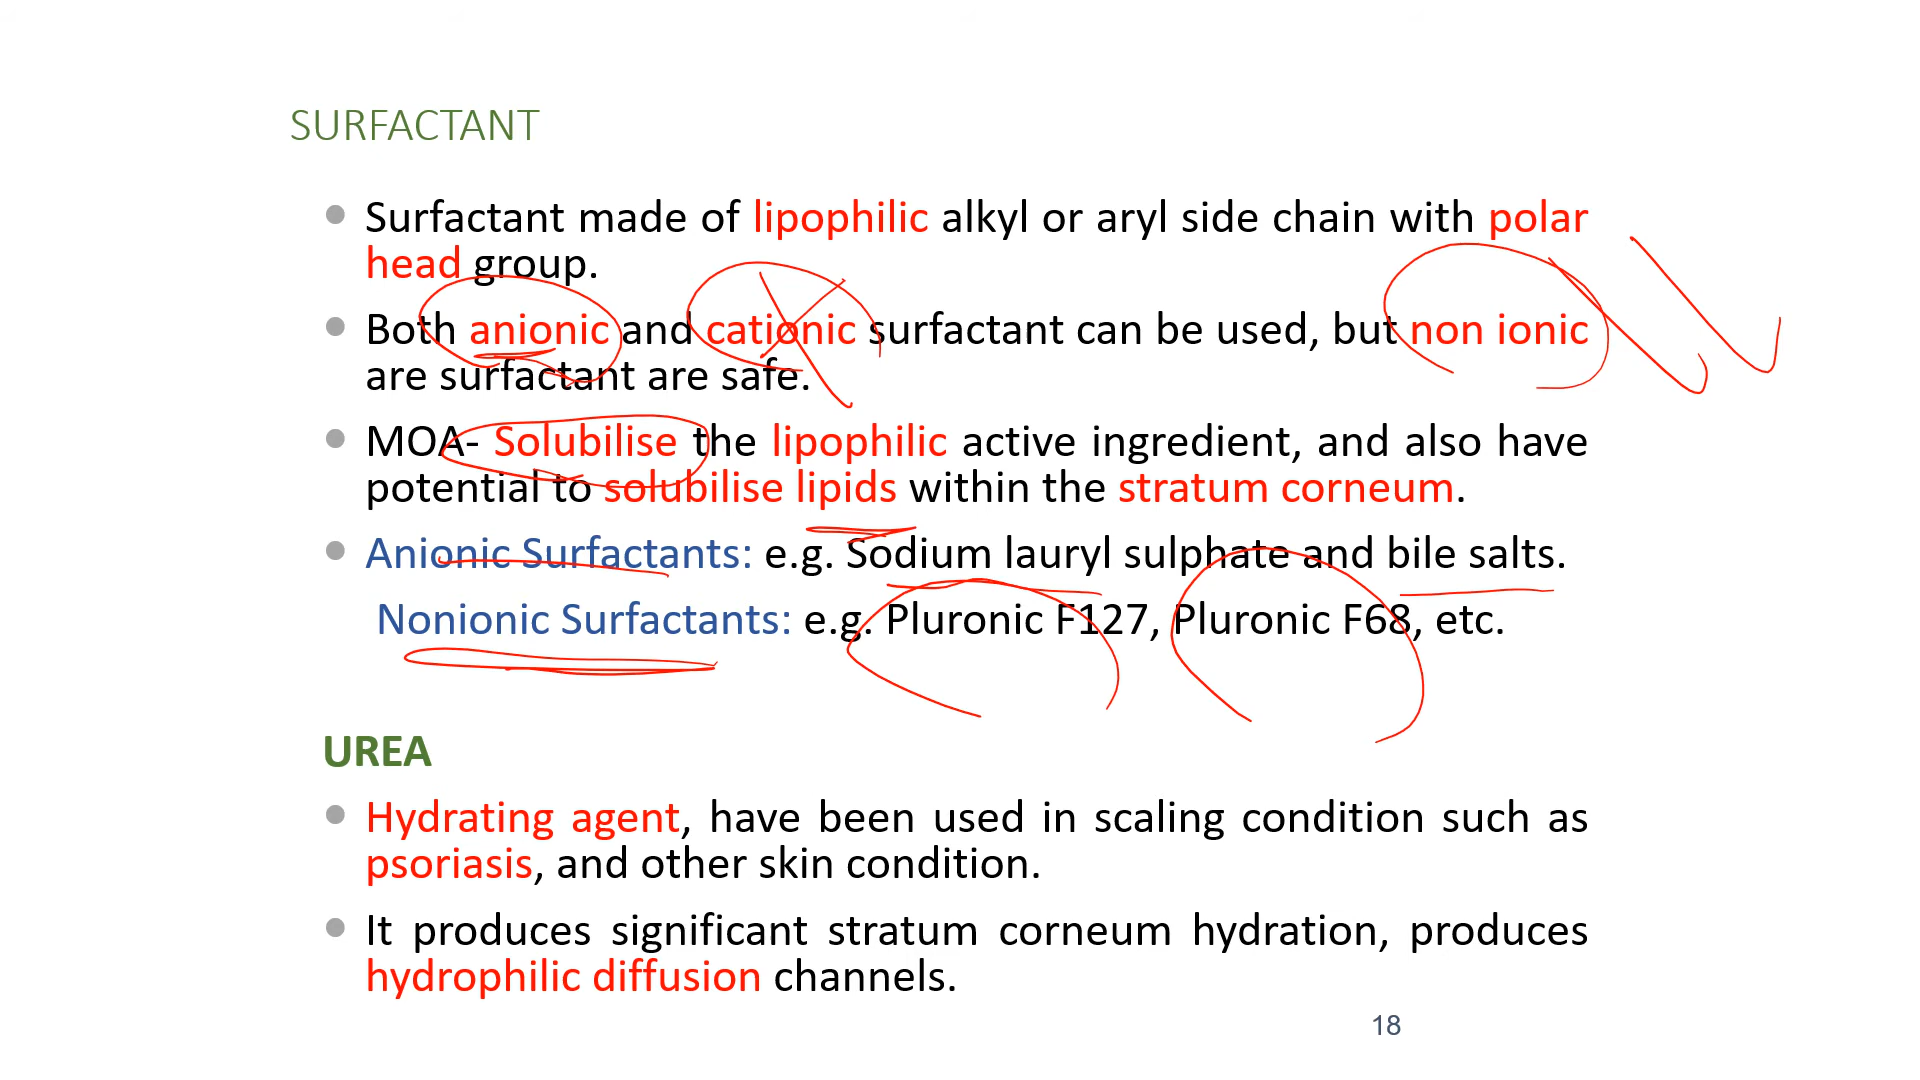 SURFACTANT
Surfactant made of lipophilic alkyl or aryl side chain with polar
head group.
Both anionic and cationic surfactant can be used, but non ionic
are surfactant are safe.
MOA- Solubilise the lipophilic active ingredient, and also have
potential to solubilise lipids within the stratum corneum.
Anionic Surfactants: e.g. Sodium lauryl sulphate and bile salts.
Nonionic Surfactants: e.g. Pluronic F127, Pluronic F68, etc.
UREA
Hydrating agent, have been used in scaling condition such as
psoriasis, and other skin condition.
It produces significant stratum corneum hydration, produces
hydrophilic diffusion channels.
18